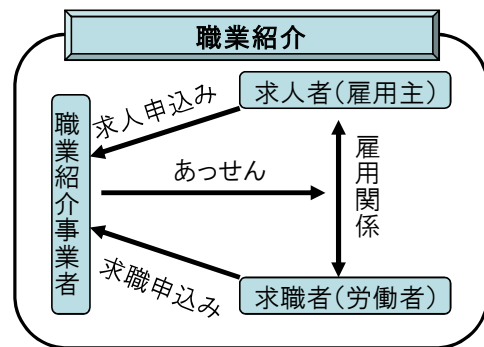 職業紹介
求人者（雇用主）
求人申込み
職業紹介事業者
あっせん
雇用関係
求職申込み
求職者（労働者）